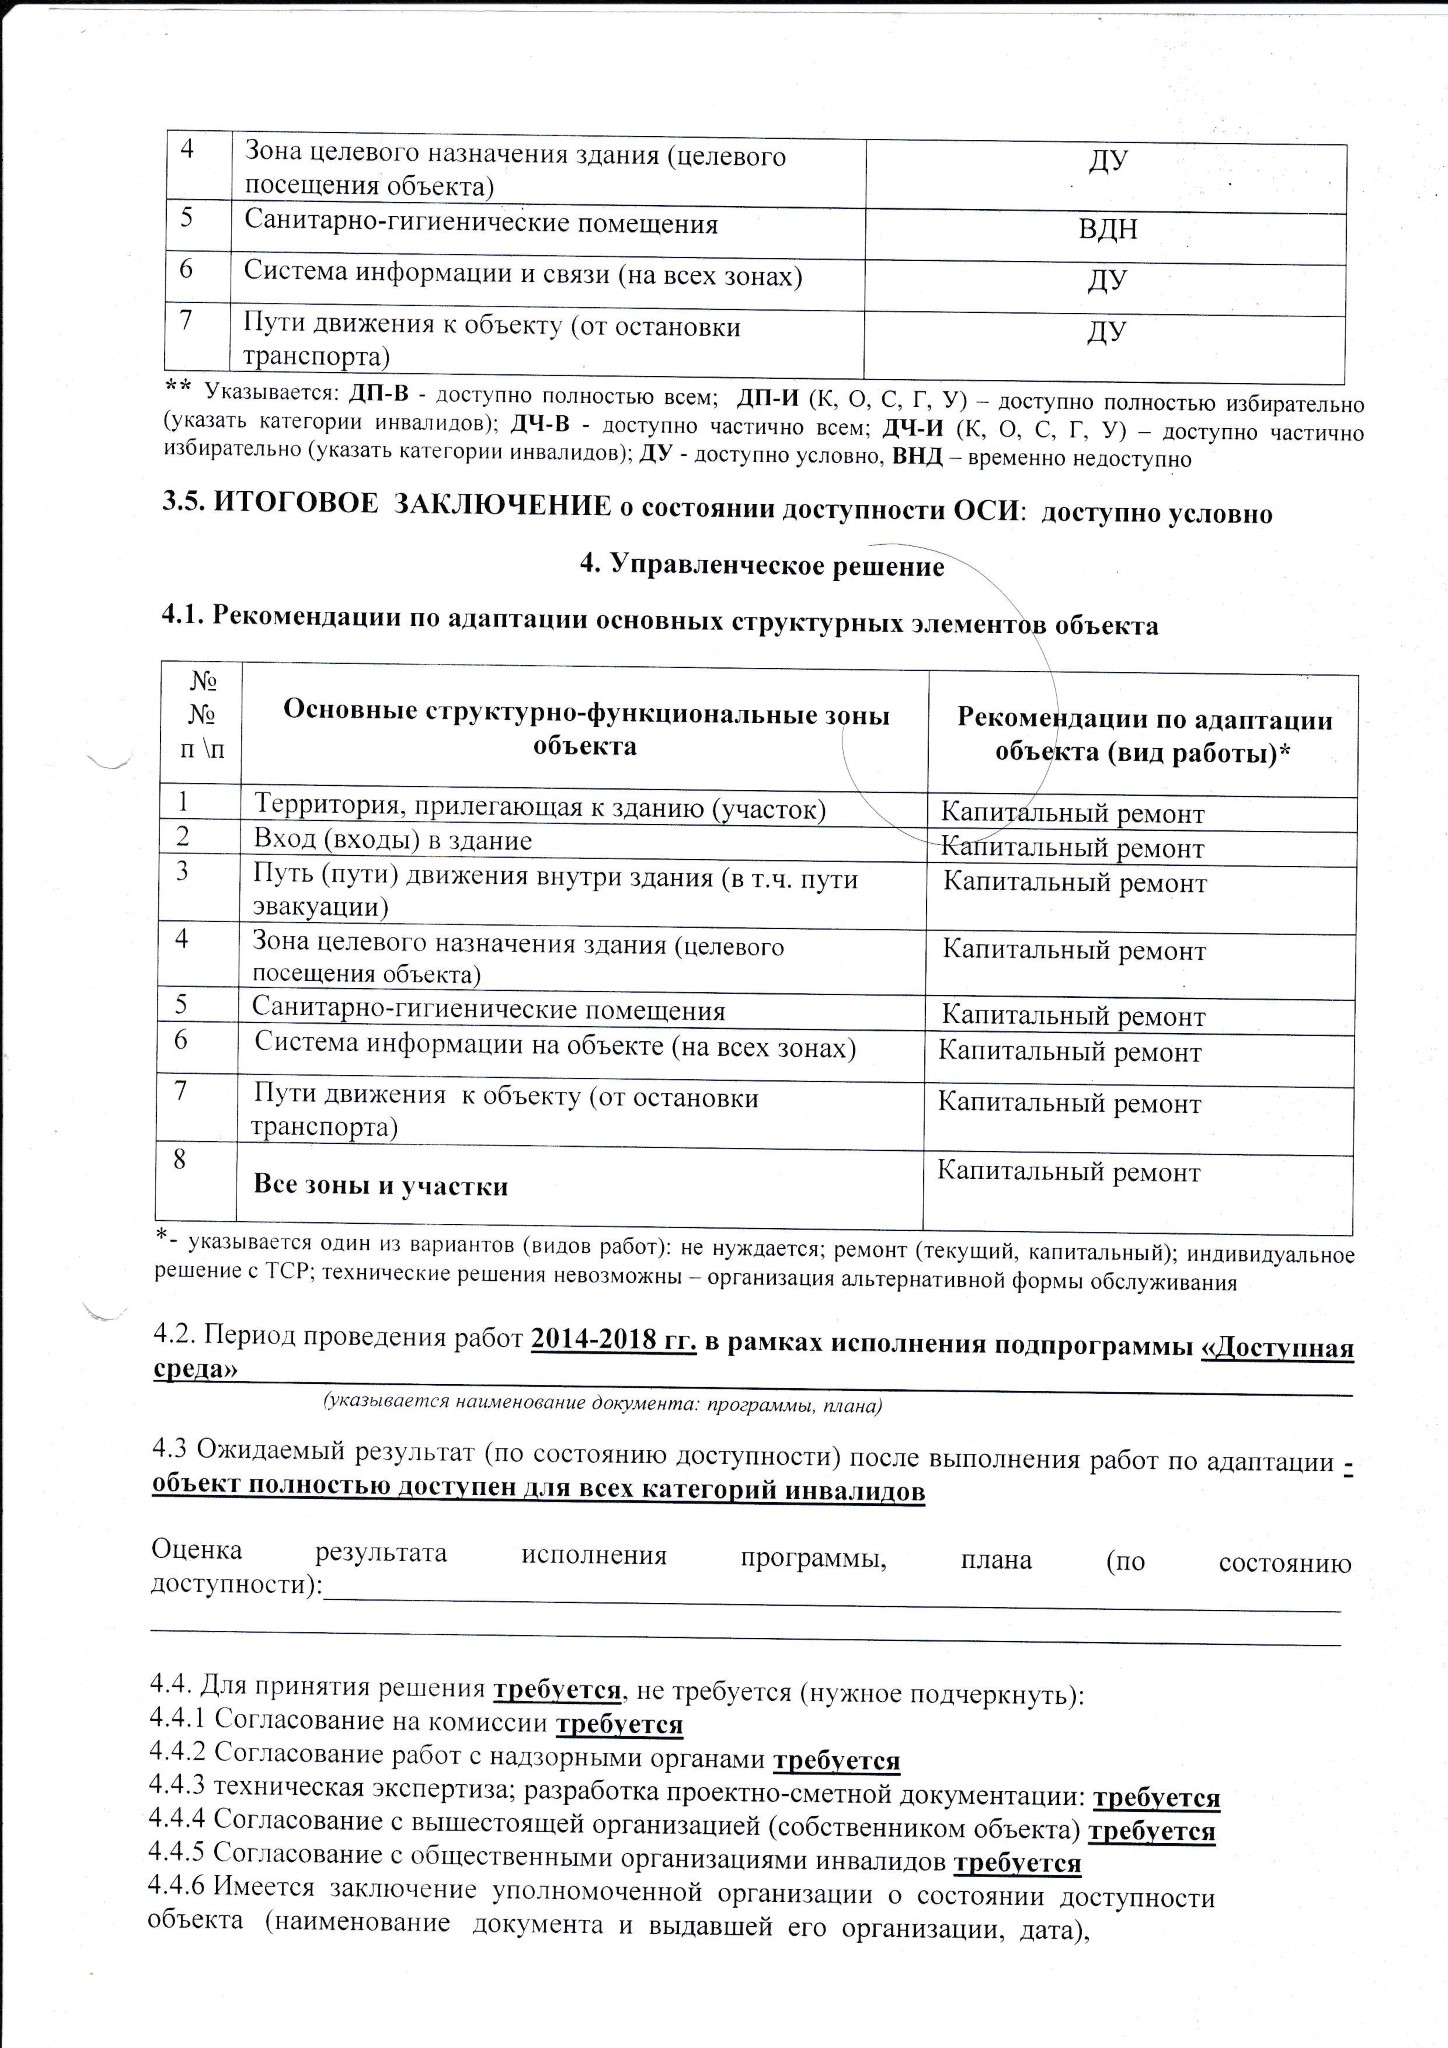 4 Зона целевого назначения здания (целевого ДУ
посещения объекта)
5 Санитарно-гигиенические помещения ВДН
6 Система информации и связи (на всех зонах) ДУ
7 Пути движения к объекту (от остановки ДУ
транспорта)
** Указывается: ДП-В - доступно полностью всем; ДП-И (К, О, С, Г, У) – доступно полностью избирательно
(указать категории инвалидов); ДЧ-В - доступно частично всем; ДЧ-И (К, О, С, Г, У) – доступно частично
избирательно (указать категории инвалидов); ДУ - доступно условно, ВНД – временно недоступно
3.5. ИТОГОВОЕ ЗАКЛЮЧЕНИЕ о состоянии доступности ОСИ: доступно условно
4. Управленческое решение
4.1. Рекомендации по адаптации основных структурных элементов объекта
№
№
п \п
Основные структурно-функциональные зоны
объекта
Рекомендации по адаптации
объекта (вид работы)*
1 Территория, прилегающая к зданию (участок) Капитальный ремонт
2 Вход (входы) в здание Капитальный ремонт
3 Путь (пути) движения внутри здания (в т.ч. пути Капитальный ремонт
эвакуации)
4 Зона целевого назначения здания (целевого Капитальный ремонт
посещения объекта)
5 Санитарно-гигиенические помещения Капитальный ремонт
6 Система информации на объекте (на всех зонах) Капитальный ремонт
7 Пути движения к объекту (от остановки Капитальный ремонт
транспорта)
8 Все зоны и участки Капитальный ремонт
*- указывается один из вариантов (видов работ): не нуждается; ремонт (текущий, капитальный); индивидуальное
решение с ТСР; технические решения невозможны – организация альтернативной формы обслуживания
4.2. Период проведения работ 2014-2018 гг. в рамках исполнения подпрограммы «Доступная
среда»
(указывается наименование документа: программы, плана)
4.3 Ожидаемый результат (по состоянию доступности) после выполнения работ по адаптации -
объект полностью доступен для всех категорий инвалидов
Оценка результата исполнения программы, плана (по состоянию
доступности):
4.4. Для принятия решения требуется, не требуется (нужное подчеркнуть):
4.4.1 Согласование на комиссии требуется
4.4.2 Согласование работ с надзорными органами требуется
4.4.3 техническая экспертиза; разработка проектно-сметной документации: требуется
4.4.4 Согласование с вышестоящей организацией (собственником объекта) требуется
4.4.5 Согласование с общественными организациями инвалидов требуется
4.4.6 Имеется заключение уполномоченной организации о состоянии доступности
объекта (наименование документа и выдавшей его организации, дата),